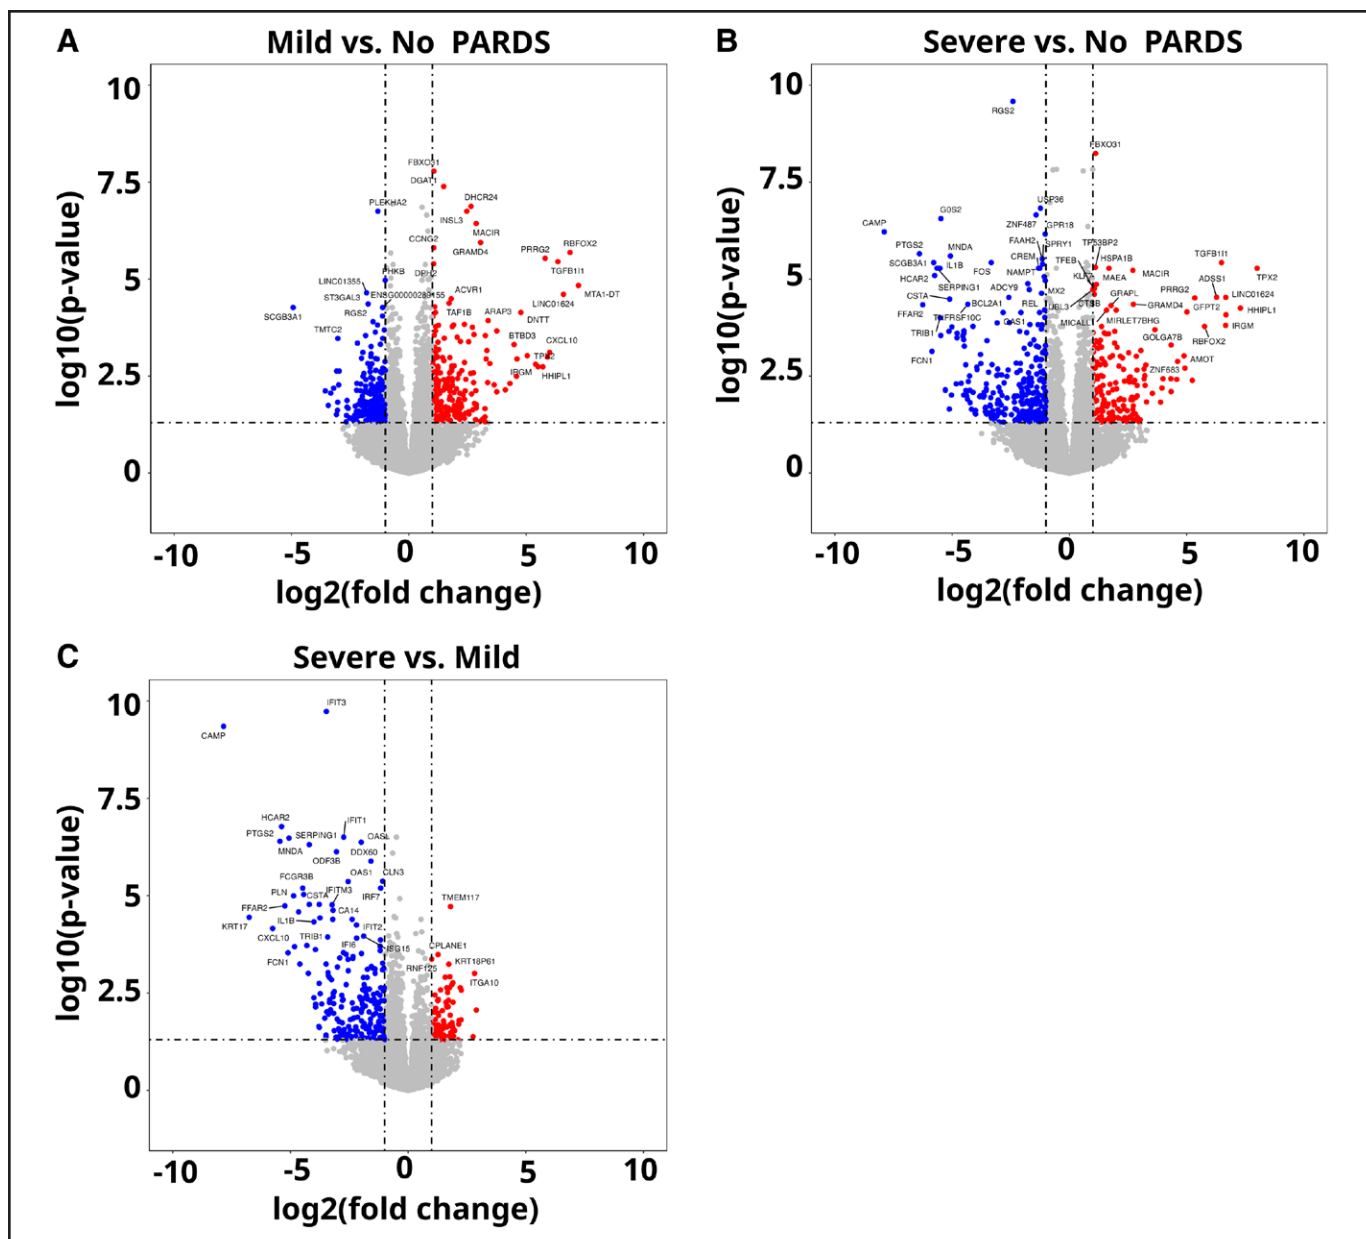 A
Mild vs. No PARDS
log10(p-value)
10
7.5
5
2.5
0
-10
-5
0
5
10
log2(fold change)
FBXO31
DGAT1
PLEKHA2
DHCR24
INSL3
MACIR
CCNG2
GRAMD4
PRRG2
RBFOX2
TGFB1I1
PHKB
DPH2
LINC01355
ENSG00000289155
ACVR1
MTA1-DT
ST3GAL3
LINC01624
SCGB3A1
RGS2
TAF1B
ARAP3
DNTT
TMTC2
BTBD3
CXCL10
TPX2
IRGM
HHIPL1
B
Severe vs. No PARDS
log10(p-value)
10
7.5
5
2.5
0
-10
-5
0
5
10
log2(fold change)
RGS2
FBXO31
USP36
G0S2
CAMP
ZNF487
GPR18
PTGS2
MNDA
FAAH2
SPRY1
TP53BP2
TGFB1I1
SCGB3A1
IL1B
FOS
CREM
TFEB
HSPA1B
HCAR2
NAMPT
KLF7
MAEA
MACIR
ADSS1
TPX2
SERPING1
ADCY9
MX2
PRRG2
CSTA
BCL2A1
REL
UBL3
CTSB
GRAPL
GRAMD4
GFPT2
LINC01624
HHIPL1
FFAR2
TNFRSF10C
OAS1
MICALL1
MIRLET7BHG
IRGM
TRIB1
GOLGA7B
RBFOX2
FCN1
AMOT
ZNF683
C
Severe vs. Mild
log10(p-value)
10
7.5
5
2.5
0
-10
-5
0
5
10
log2(fold change)
IFIT3
CAMP
HCAR2
IFIT1
PTGS2
SERPING1
OASL
MNDA
DDX60
ODF3B
FCGR3B
OAS1
CLN3
PLN
CSTA
IFITM3
IRF7
TMEM117
FFAR2
CA14
KRT17
IL1B
IFIT2
CXCL10
TRIB1
IFI6
ISG15
CPLANE1
FCN1
RNF125
KRT18P61
ITGA10